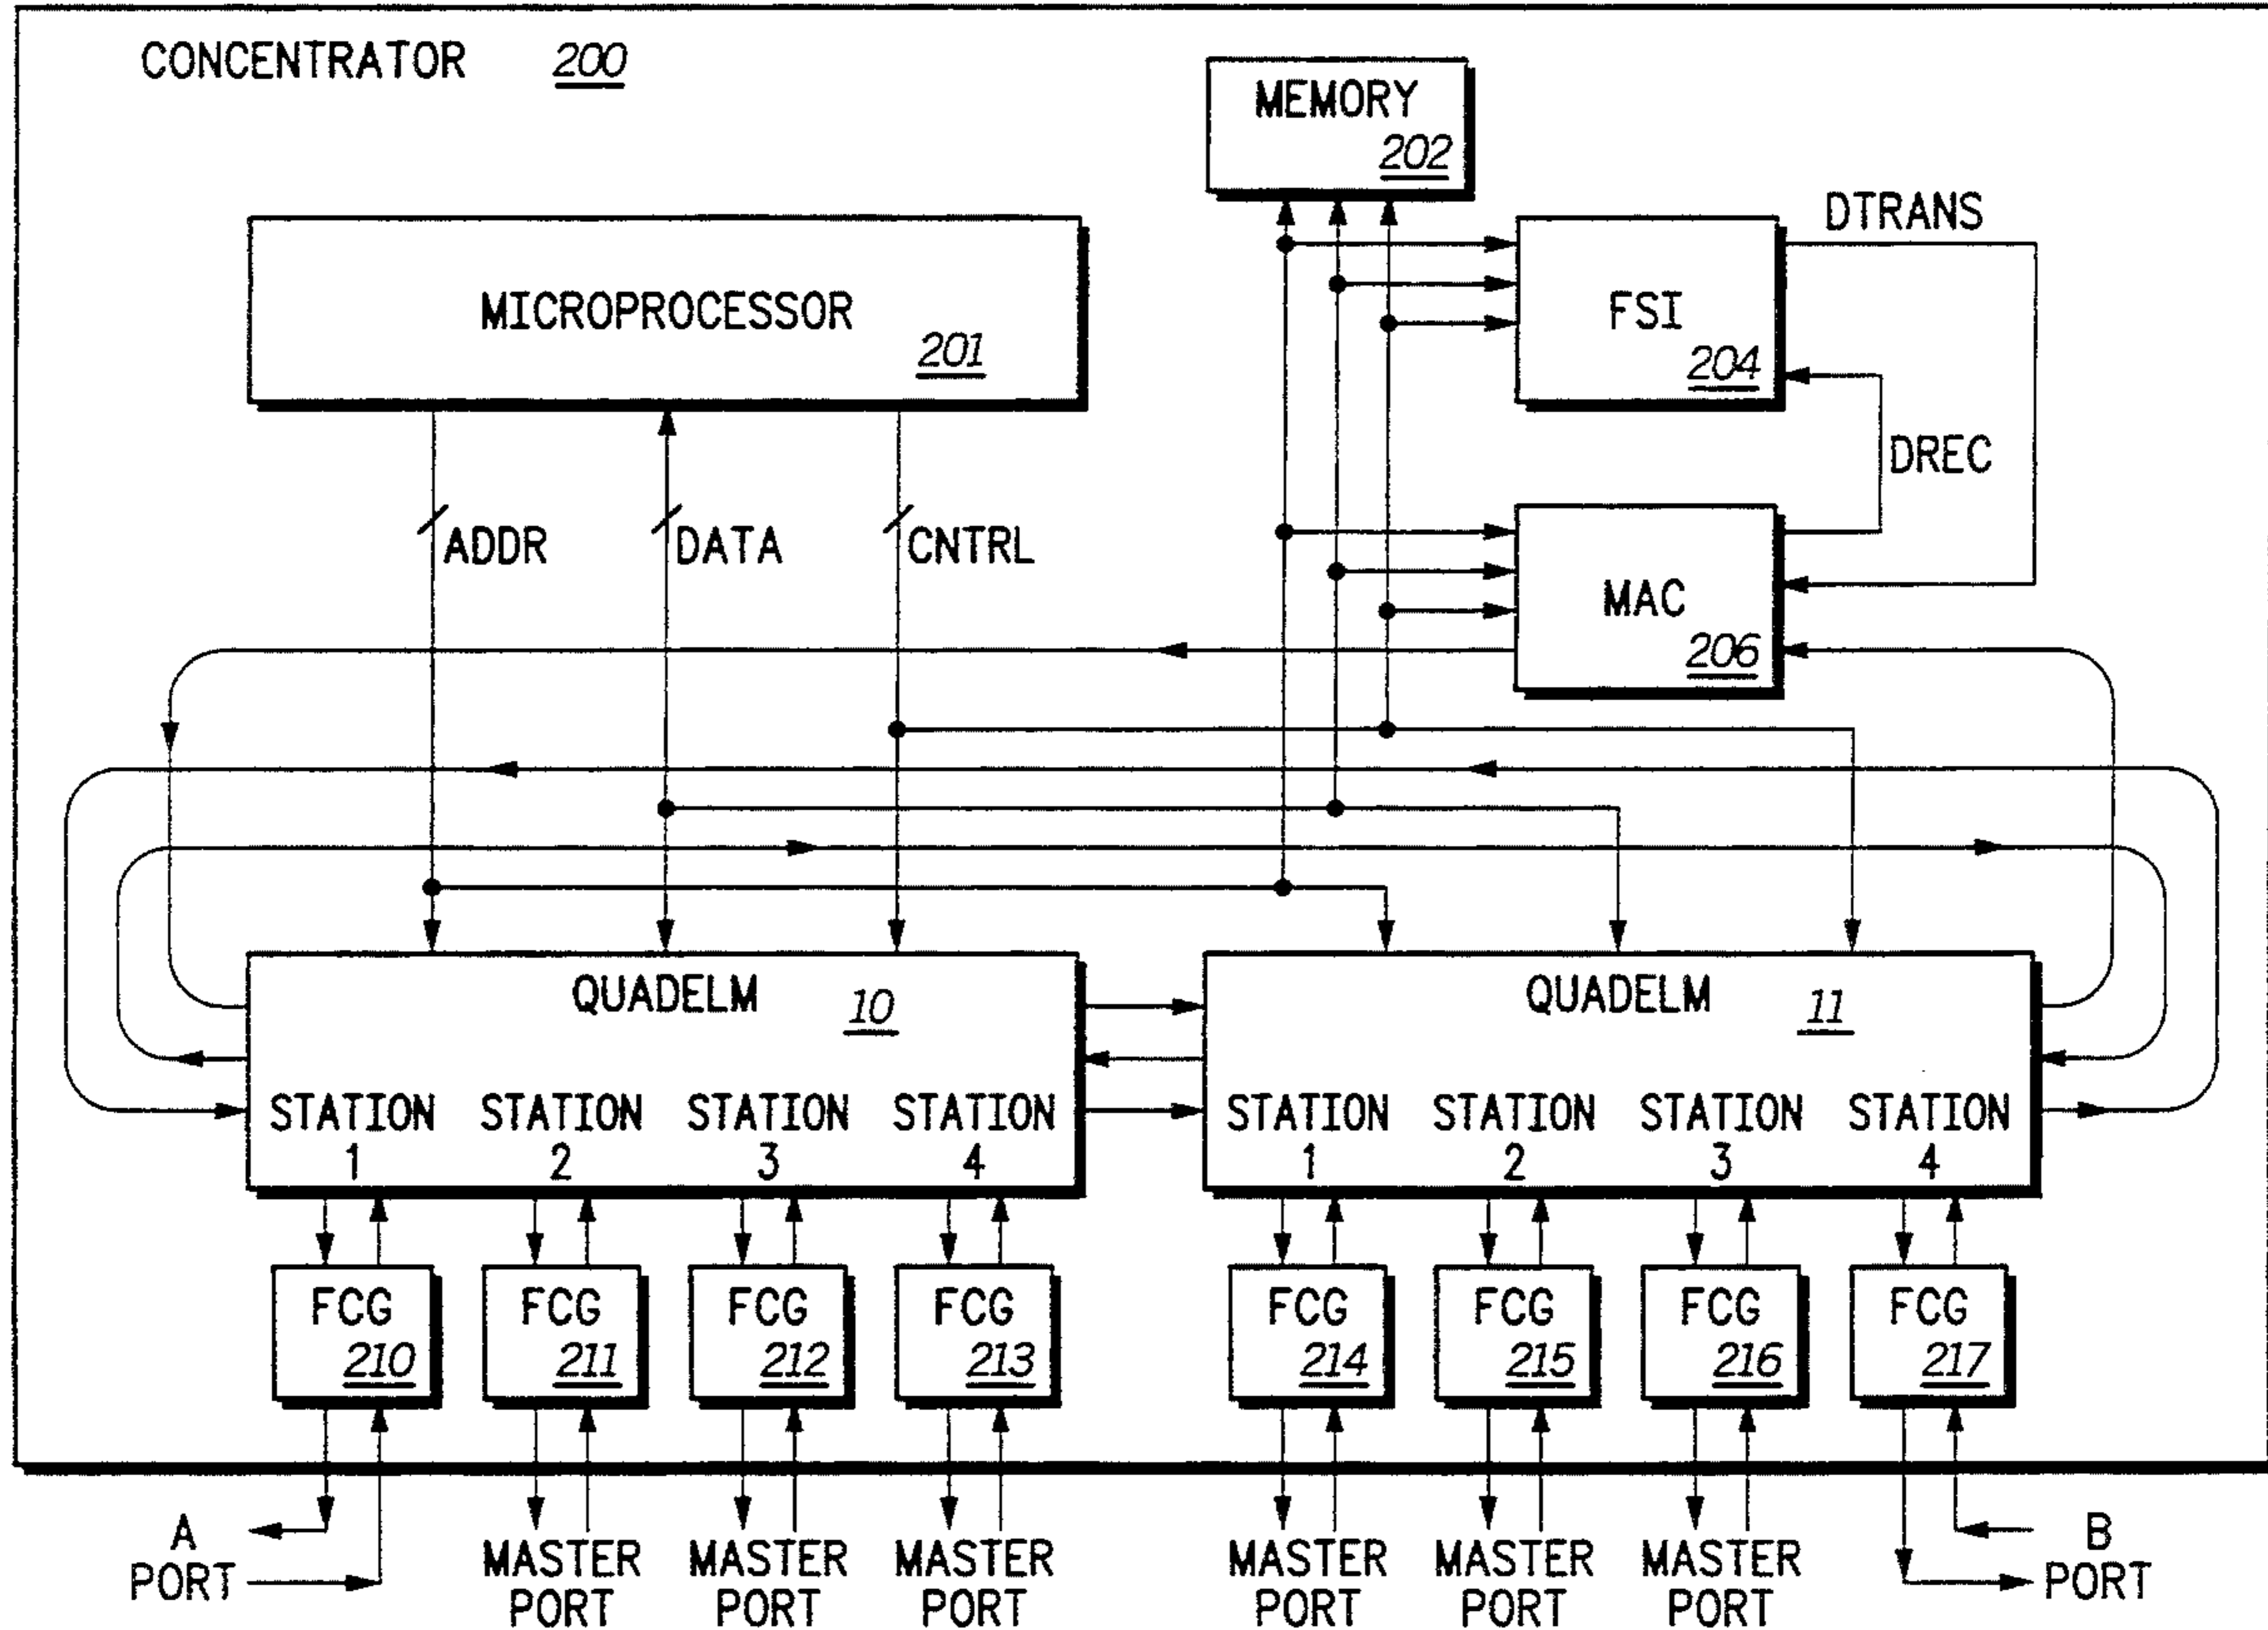 CONCENTRATOR 200
MEMORY
202
MICROPROCESSOR
201
FSI
204
DTRANS
DREC
ADDR
DATA
CNTRL
MAC
206
QUADELM
10
STATION
1
STATION
2
STATION
3
STATION
4
QUADELM
11
STATION
1
STATION
2
STATION
3
STATION
4
FCG
210
FCG
211
FCG
212
FCG
213
FCG
214
FCG
215
FCG
216
FCG
217
A
PORT
MASTER
PORT
MASTER
PORT
MASTER
PORT
MASTER
PORT
MASTER
PORT
MASTER
PORT
B
PORT